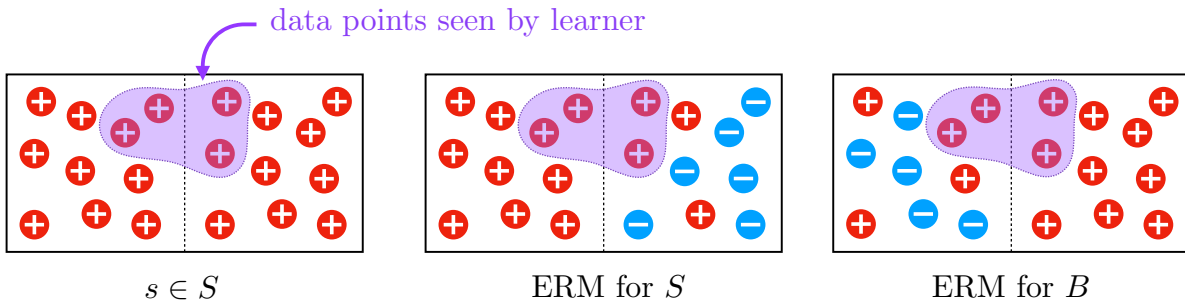 data points seen by learner
s ∈ S
ERM for S
ERM for B